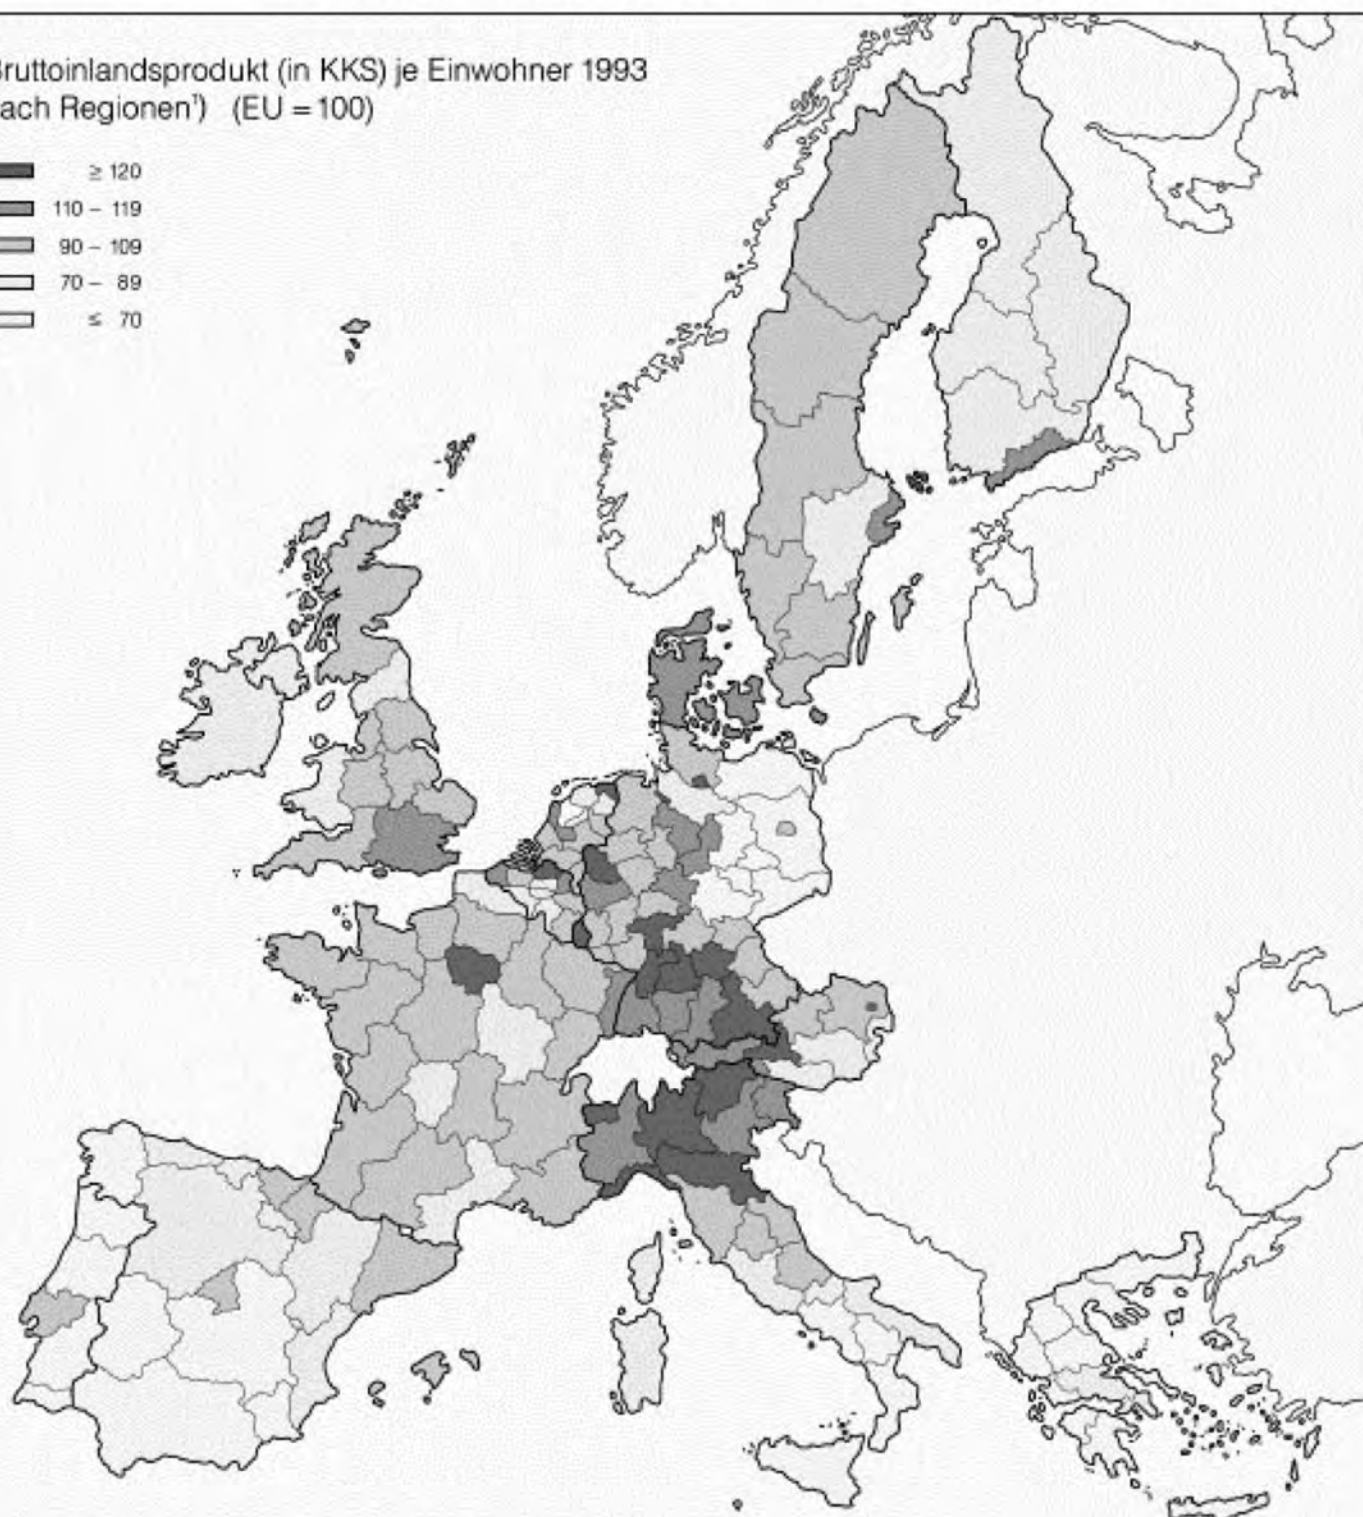 ruttoinlandsprodukt (in KKS) je Einwohner 1993
ach Regionen¹) (EU = 100)
≥ 120
110 – 119
90 – 109
70 – 89
≤ 70